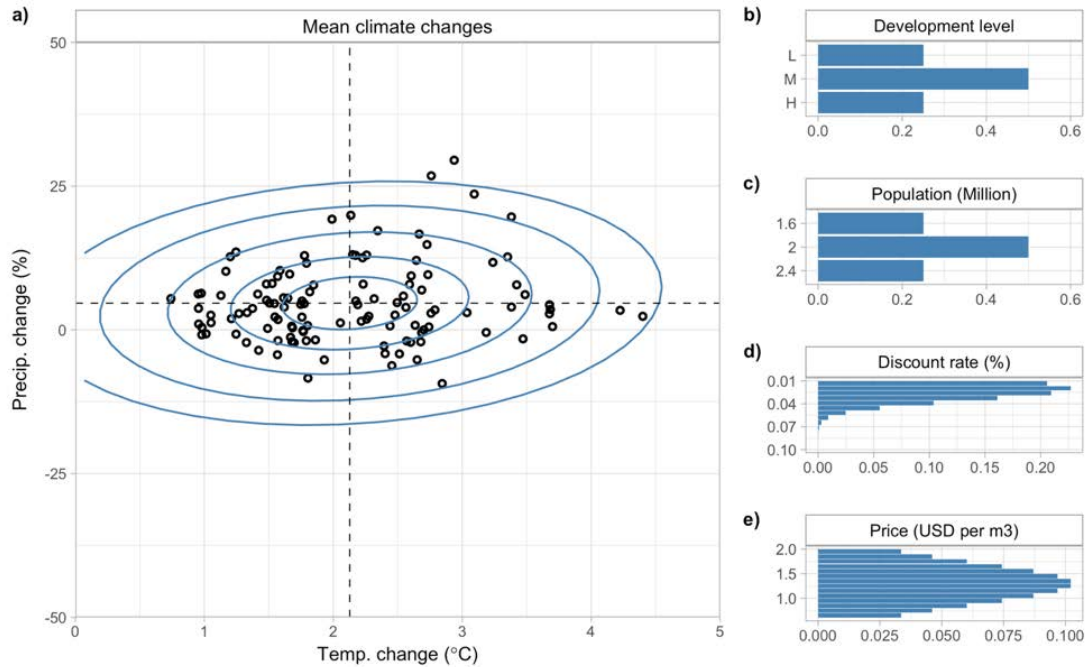 a)
Mean climate changes
50
25
0
-25
-50
Precip. change (%)
0 1 2 3 4 5
Temp. change (°C)
b)
Development level
L
M
H
0.0 0.2 0.4 0.6
c)
Population (Million)
1.6
2
2.4
0.0 0.2 0.4 0.6
d)
Discount rate (%)
0.01
0.04
0.07
0.10
0.00 0.05 0.10 0.15 0.20
e)
Price (USD per m3)
2.0
1.5
1.0
0.000 0.025 0.050 0.075 0.100